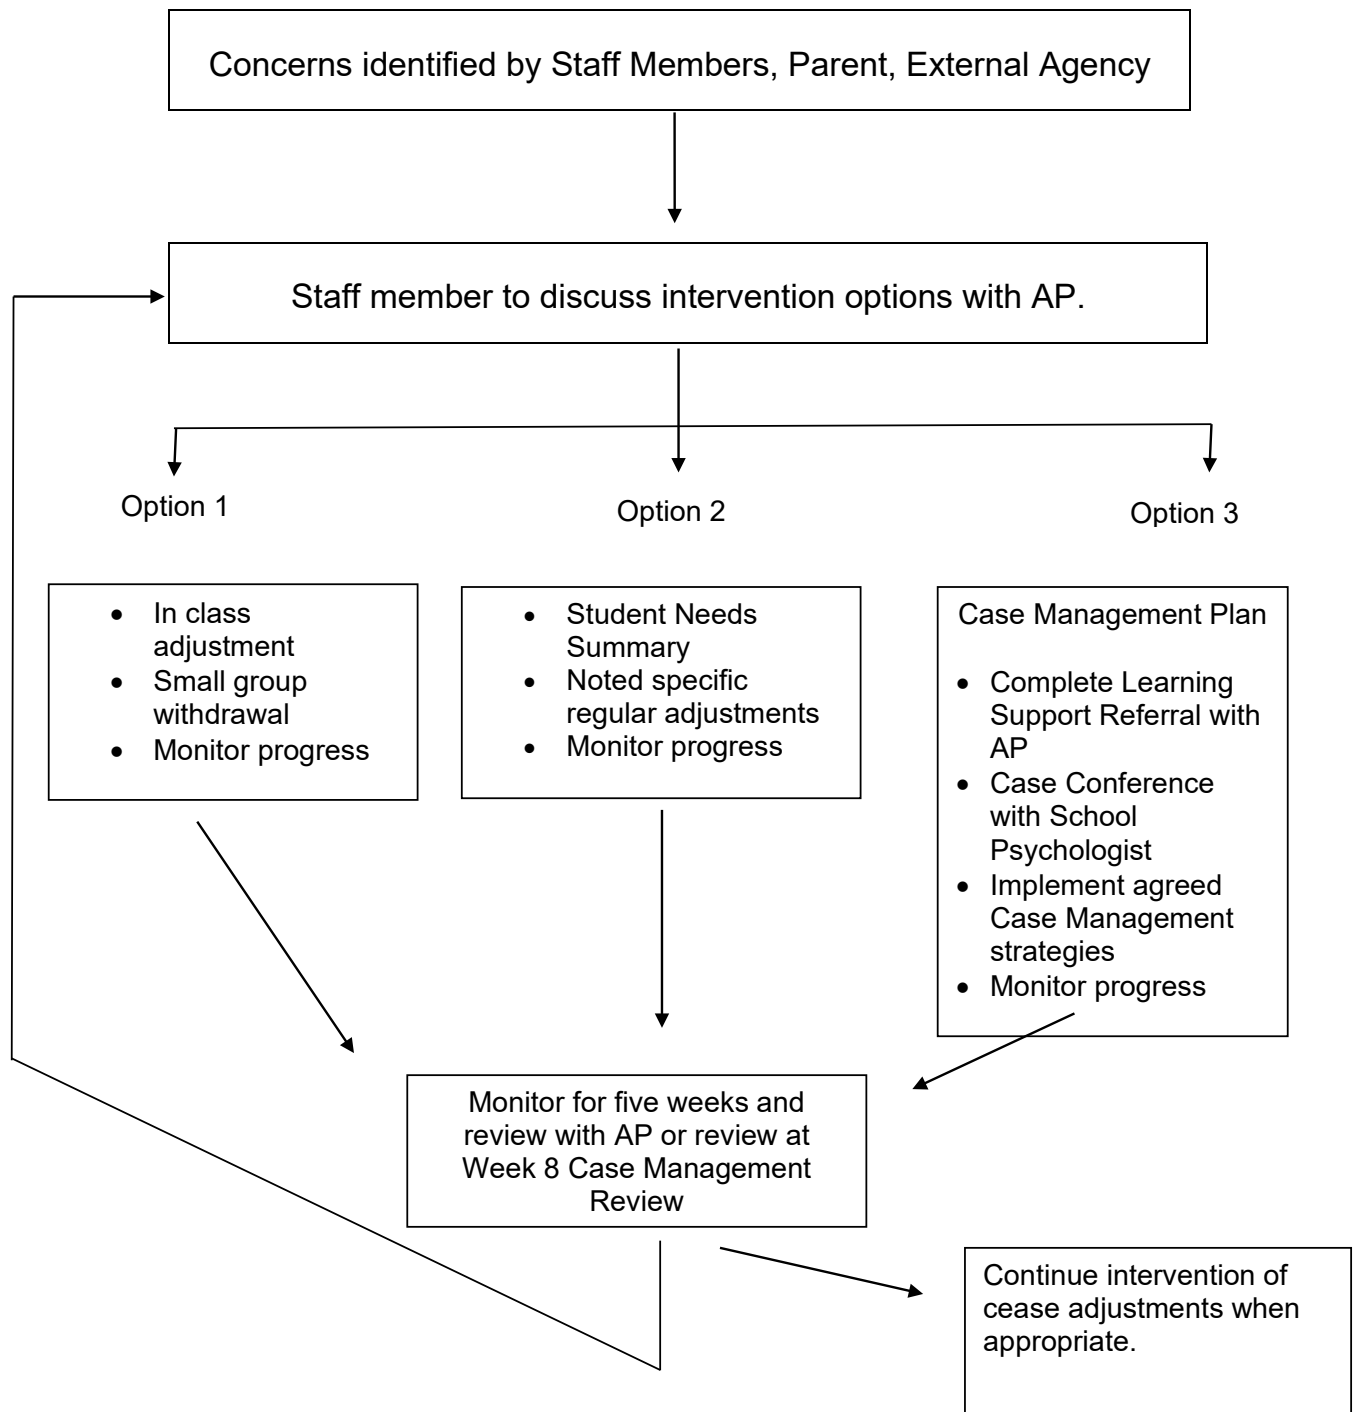 Concerns identified by Staff Members, Parent, External Agency
Staff member to discuss intervention options with AP.
Option 1
Option 2
Option 3
• In class
adjustment
• Small group
withdrawal
• Monitor progress
• Student Needs
Summary
• Noted specific
regular adjustments
• Monitor progress
Case Management Plan
• Complete Learning
Support Referral with
AP
• Case Conference
with School
Psychologist
• Implement agreed
Case Management
strategies
• Monitor progress
Monitor for five weeks and
review with AP or review at
Week 8 Case Management
Review
Continue intervention of
cease adjustments when
appropriate.